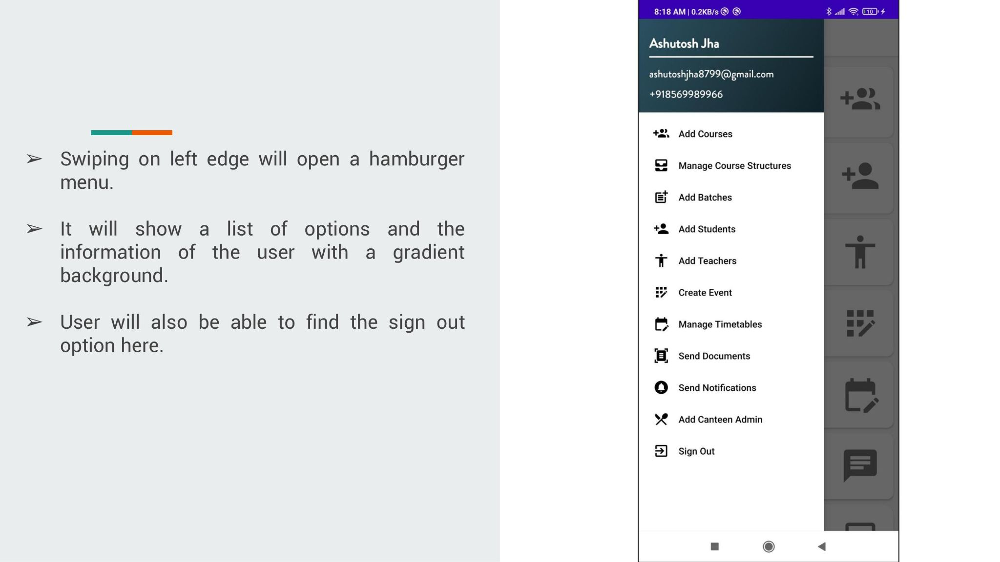 ➢ Swiping on left edge will open a hamburger
menu.
➢ It will show a list of options and the
information of the user with a gradient
background.
➢ User will also be able to find the sign out
option here.
8:18 AM | 0.2KB/s
10
Ashutosh Jha
ashutoshjha8799@gmail.com
+918569989966
Add Courses
Manage Course Structures
Add Batches
Add Students
Add Teachers
Create Event
Manage Timetables
Send Documents
Send Notifications
Add Canteen Admin
Sign Out